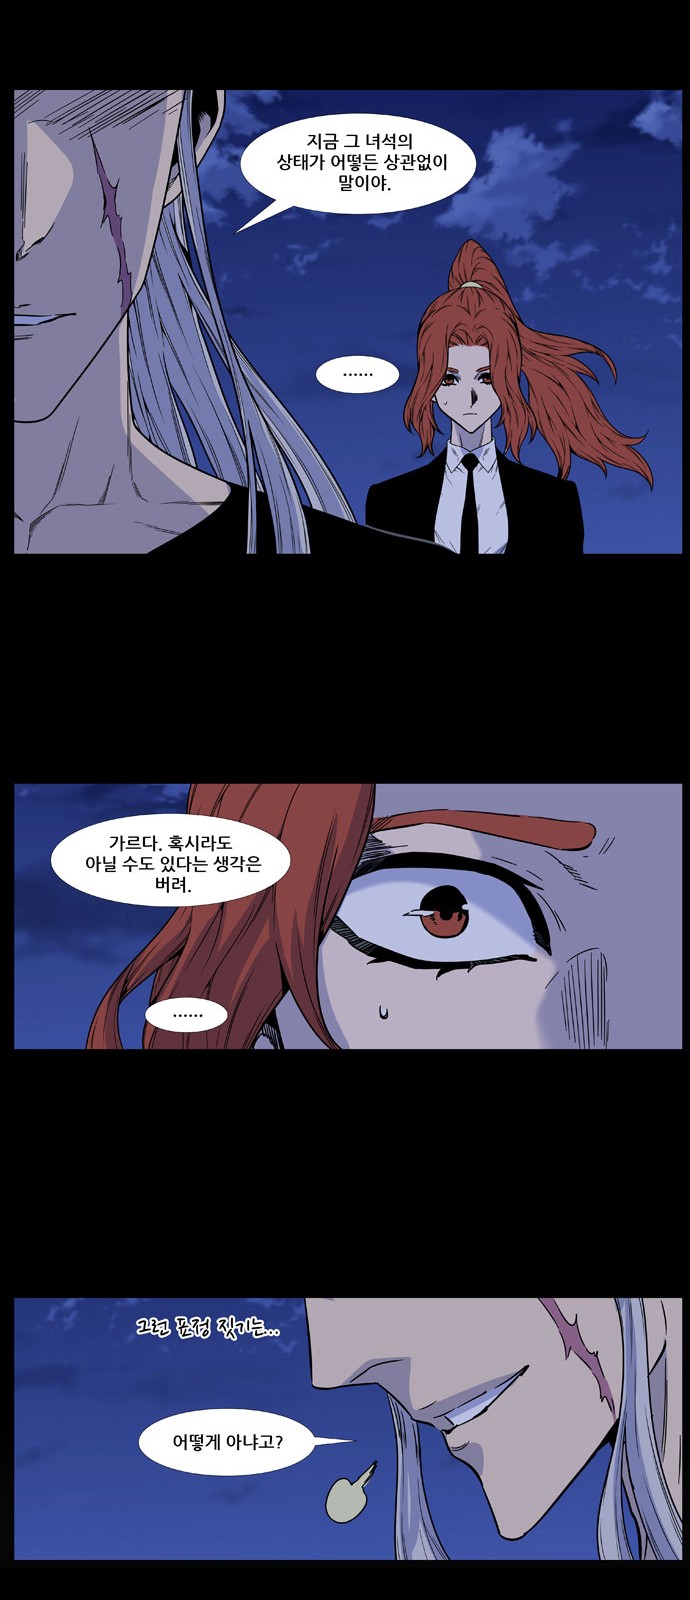 지금 그 녀석의
상태가 어떻든 상관없이
말이야.
······
가르다. 혹시라도
아닐 수도 있다는 생각은
버려.
······
그런 표정 짓기는...
어떻게 아냐고?